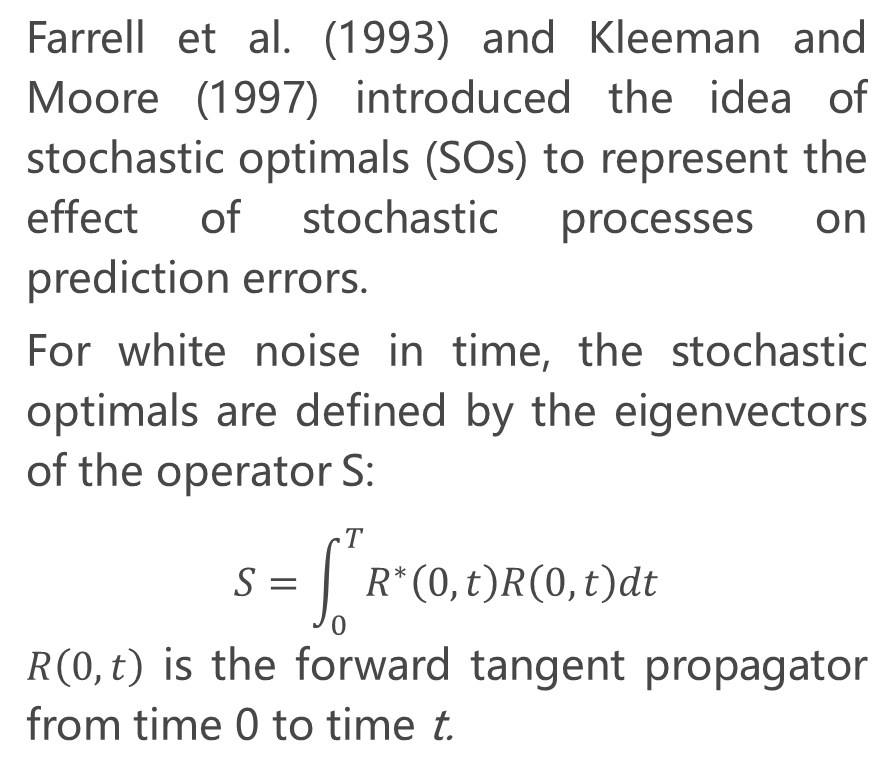 Farrell et al. (1993) and Kleeman and
Moore (1997) introduced the idea of
stochastic optimals (SOs) to represent the
effect of stochastic processes on
prediction errors.
For white noise in time, the stochastic
optimals are defined by the eigenvectors
of the operator S:
S = ∫₀ᵀ R*(0, t)R(0, t)dt
R(0, t) is the forward tangent propagator
from time 0 to time t.